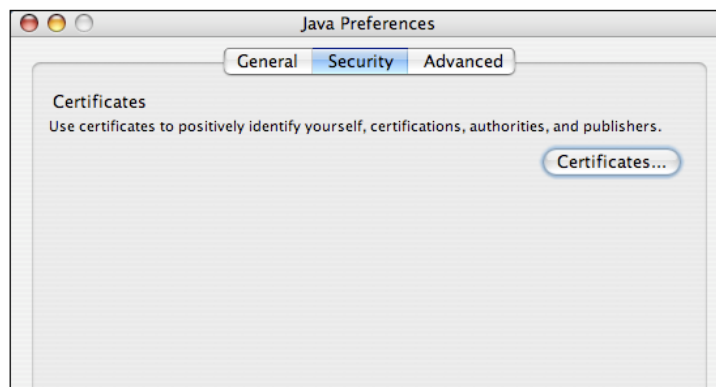 Java Preferences
General Security Advanced
Certificates
Use certificates to positively identify yourself, certifications, authorities, and publishers.
Certificates...